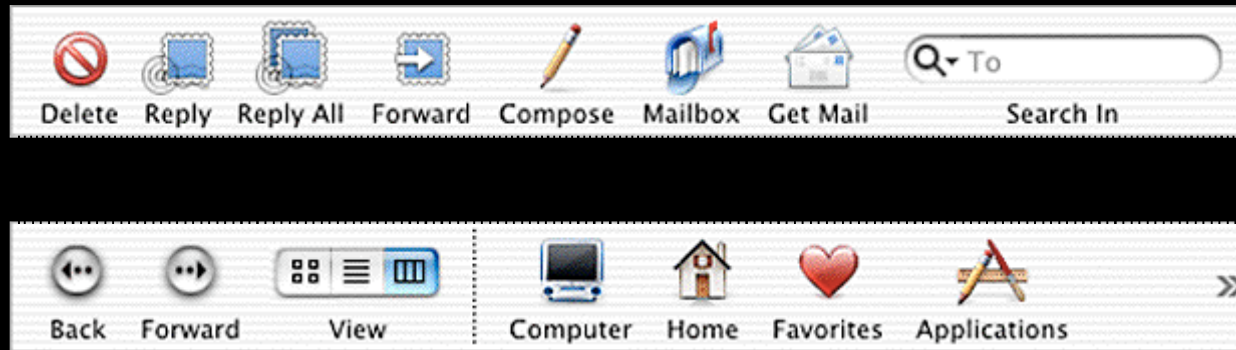 To
Delete Reply Reply All Forward Compose Mailbox Get Mail Search In
Back Forward View Computer Home Favorites Applications